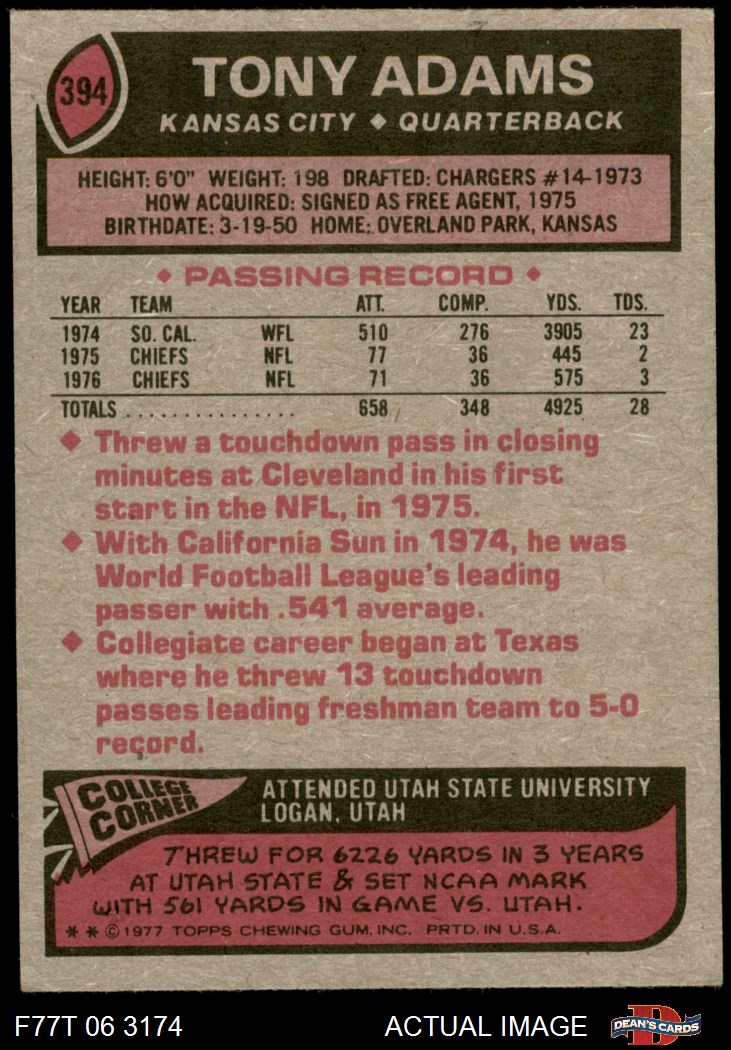 394
TONY ADAMS
KANSAS CITY ◆ QUARTERBACK
HEIGHT: 6'0" WEIGHT: 198 DRAFTED: CHARGERS #14-1973
HOW ACQUIRED: SIGNED AS FREE AGENT, 1975
BIRTHDATE: 3-19-50 HOME: OVERLAND PARK, KANSAS
◆ PASSING RECORD ◆
YEAR TEAM ATT. COMP. YDS. TDS.
1974 SO. CAL. WFL 510 276 3905 23
1975 CHIEFS NFL 77 36 445 2
1976 CHIEFS NFL 71 36 575 3
TOTALS . . . . . . . . . . . . . . . 658 348 4925 28
◆ Threw a touchdown pass in closing
minutes at Cleveland in his first
start in the NFL, in 1975.
◆ With California Sun in 1974, he was
World Football League's leading
passer with .541 average.
◆ Collegiate career began at Texas
where he threw 13 touchdown
passes leading freshman team to 5-0
record.
COLLEGE
CORNER
ATTENDED UTAH STATE UNIVERSITY
LOGAN, UTAH
THREW FOR 6226 YARDS IN 3 YEARS
AT UTAH STATE & SET NCAA MARK
WITH 561 YARDS IN GAME VS. UTAH.
* * © 1977 TOPPS CHEWING GUM, INC. PRTD. IN U.S.A.
F77T 06 3174 ACTUAL IMAGE
D
DEAN'S CARDS